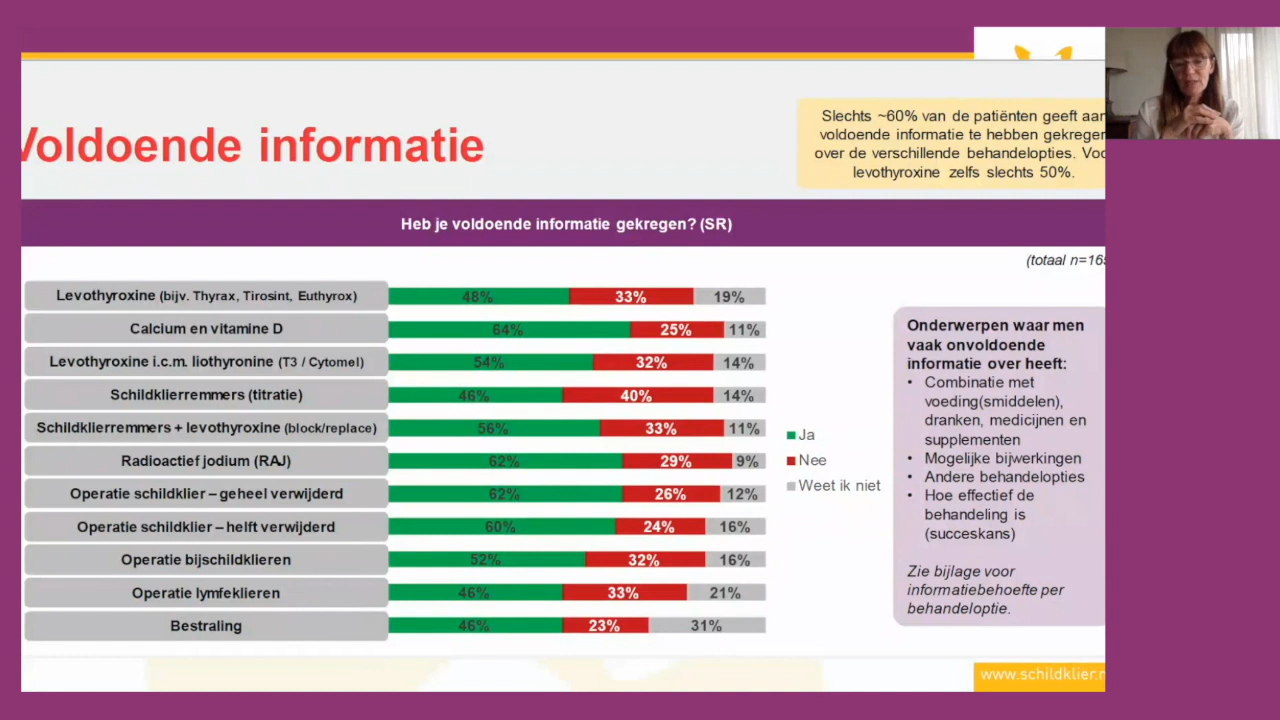 Voldoende informatie
Slechts ~60% van de patiënten geeft aan
voldoende informatie te hebben gekregen
over de verschillende behandelopties.
levothyroxine zelfs slechts 50%.
Heb je voldoende informatie gekregen? (SR)
(totaal
Levothyroxine (bijv. Thyrax, Tirosint, Euthyrox) 48% 33% 19%
Calcium en vitamine D 64% 25% 11%
Levothyroxine i.c.m. liothyronine (T3 / Cytomel) 54% 32% 14%
Schildklierremmers (titratie) 46% 40% 14%
Schildklierremmers + levothyroxine (block/replace) 56% 33% 11%
Radioactief jodium (RAJ) 62% 29% 9%
Operatie schildklier – geheel verwijderd 62% 26% 12%
Operatie schildklier – helft verwijderd 60% 24% 16%
Operatie bijschildklieren 52% 32% 16%
Operatie lymfeklieren 46% 33% 21%
Bestraling 46% 23% 31%
Ja
Nee
Weet ik niet
Onderwerpen waar men
vaak onvoldoende
informatie over heeft:
• Combinatie met
voeding(smiddelen),
dranken, medicijnen en
supplementen
• Mogelijke bijwerkingen
• Andere behandelopties
• Hoe effectief de
behandeling is
(succeskans)
Zie bijlage voor
informatiebehoefte per
behandeloptie.
www.schildklier.n